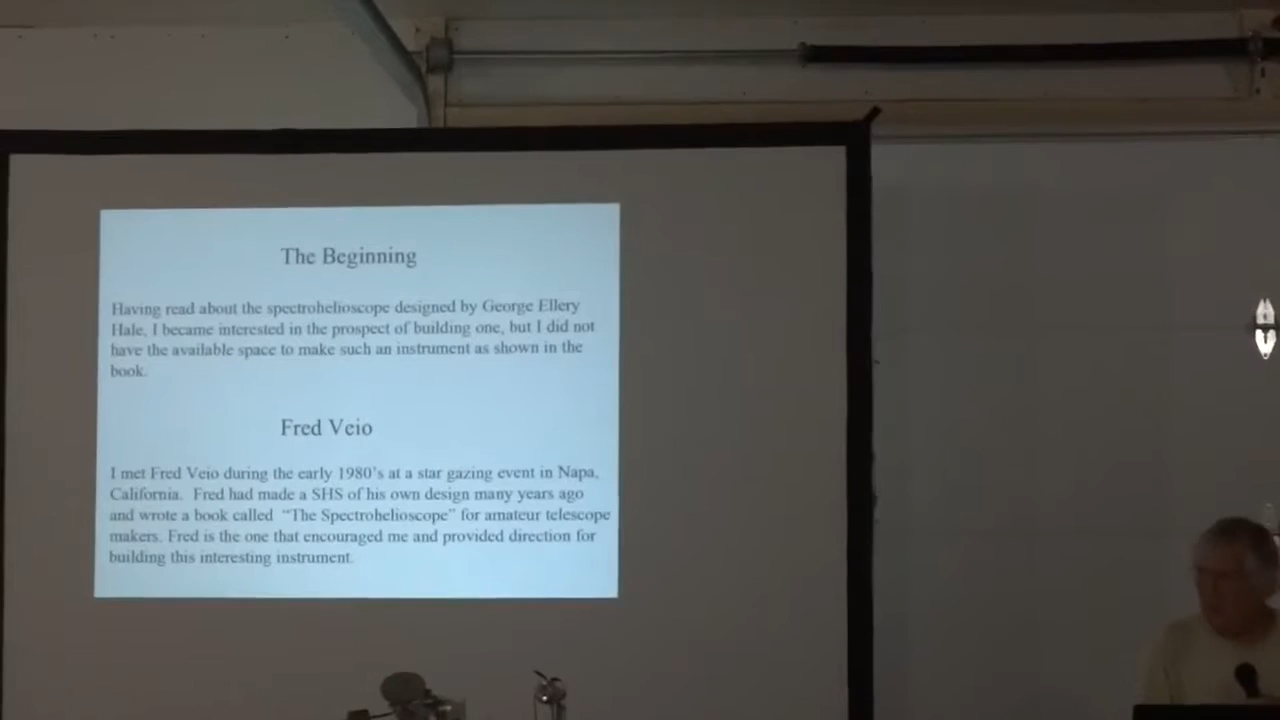 The Beginning
Having read about the spectrohelioscope designed by George Ellery
Hale, I became interested in the prospect of building one, but I did not
have the available space to make such an instrument as shown in the
book.
Fred Veio
I met Fred Veio during the early 1980's at a star gazing event in Napa,
California.  Fred had made a SHS of his own design many years ago
and wrote a book called  “The Spectrohelioscope” for amateur telescope
makers. Fred is the one that encouraged me and provided direction for
building this interesting instrument.